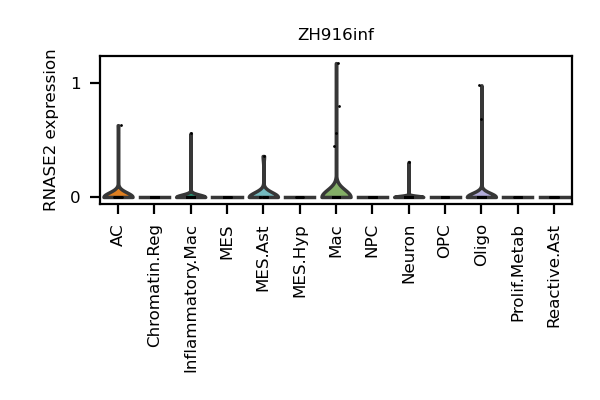 ZH916inf
RNASE2 expression
1
0
AC
Chromatin.Reg
Inflammatory.Mac
MES
MES.Ast
MES.Hyp
Mac
NPC
Neuron
OPC
Oligo
Prolif.Metab
Reactive.Ast